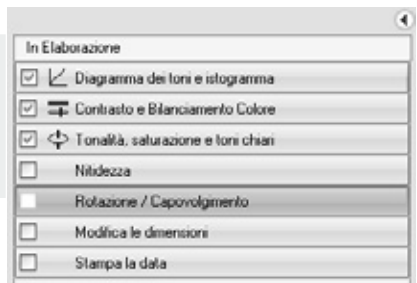 In Elaborazione
Diagramma dei toni e istogramma
Contrasto e Bilanciamento Colore
Tonalità, saturazione e toni chiari
Nitidezza
Rotazione / Capovolgimento
Modifica le dimensioni
Stampa la data